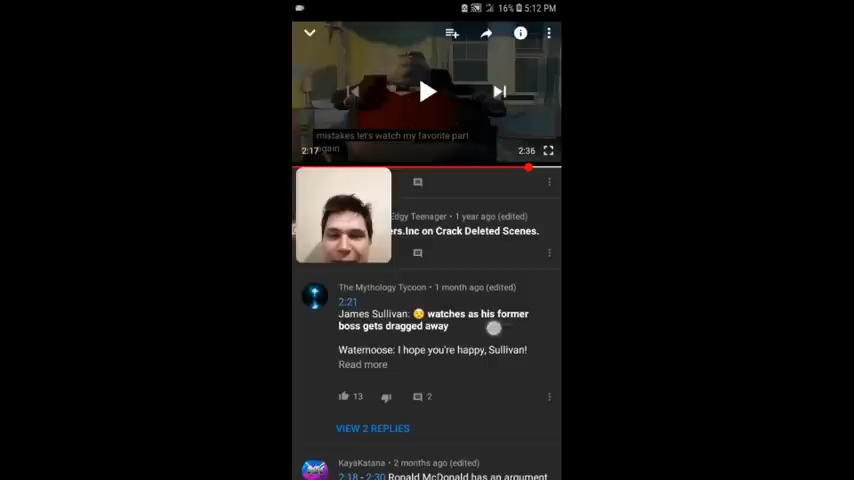 16% 5:12 PM
mistakes let's watch my favorite part
again
2:17
2:36
Edgy Teenager • 1 year ago (edited)
ers.Inc on Crack Deleted Scenes.
The Mythology Tycoon • 1 month ago (edited)
2:21
James Sullivan: 😒 watches as his former
boss gets dragged away
Waternoose: I hope you're happy, Sullivan!
Read more
13
2
VIEW 2 REPLIES
KayaKatana • 2 months ago (edited)
2:18 - 2:30 Ronald McDonald has an argument